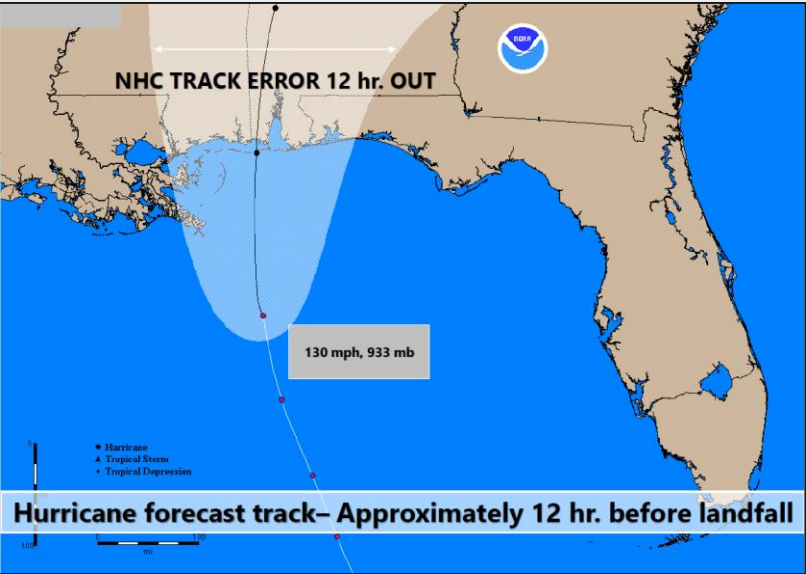 NOAA
NHC TRACK ERROR 12 hr. OUT
130 mph, 933 mb
Hurricane
Tropical Storm
Tropical Depression
Hurricane forecast track– Approximately 12 hr. before landfall
0
100
mi
160